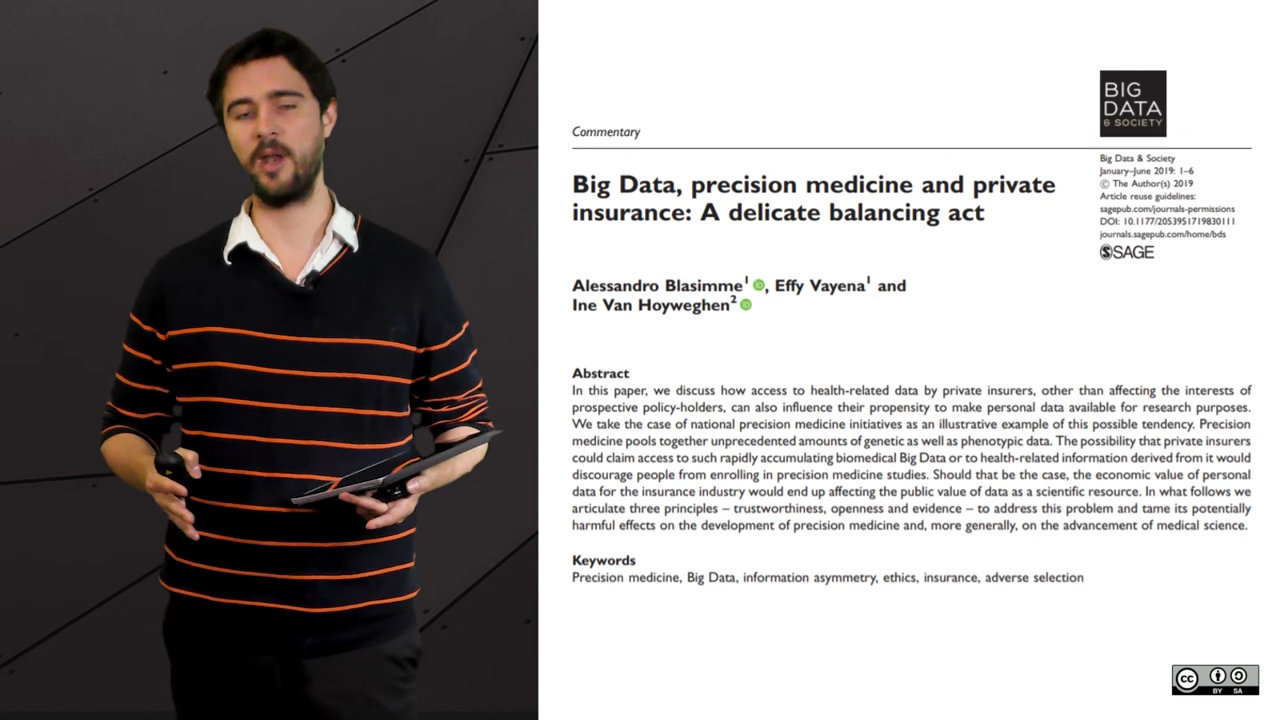 BIG
DATA
& SOCIETY
Commentary
Big Data, precision medicine and private
insurance: A delicate balancing act
Big Data & Society
January–June 2019: 1–6
© The Author(s) 2019
Article reuse guidelines:
sagepub.com/journals-permissions
DOI: 10.1177/2053951719830111
journals.sagepub.com/home/bds
SAGE
Alessandro Blasimme1 iD, Effy Vayena1 and
Ine Van Hoyweghen2 iD
Abstract
In this paper, we discuss how access to health-related data by private insurers, other than affecting the interests of
prospective policy-holders, can also influence their propensity to make personal data available for research purposes.
We take the case of national precision medicine initiatives as an illustrative example of this possible tendency. Precision
medicine pools together unprecedented amounts of genetic as well as phenotypic data. The possibility that private insurers
could claim access to such rapidly accumulating biomedical Big Data or to health-related information derived from it would
discourage people from enrolling in precision medicine studies. Should that be the case, the economic value of personal
data for the insurance industry would end up affecting the public value of data as a scientific resource. In what follows we
articulate three principles – trustworthiness, openness and evidence – to address this problem and tame its potentially
harmful effects on the development of precision medicine and, more generally, on the advancement of medical science.
Keywords
Precision medicine, Big Data, information asymmetry, ethics, insurance, adverse selection
cc
BY SA